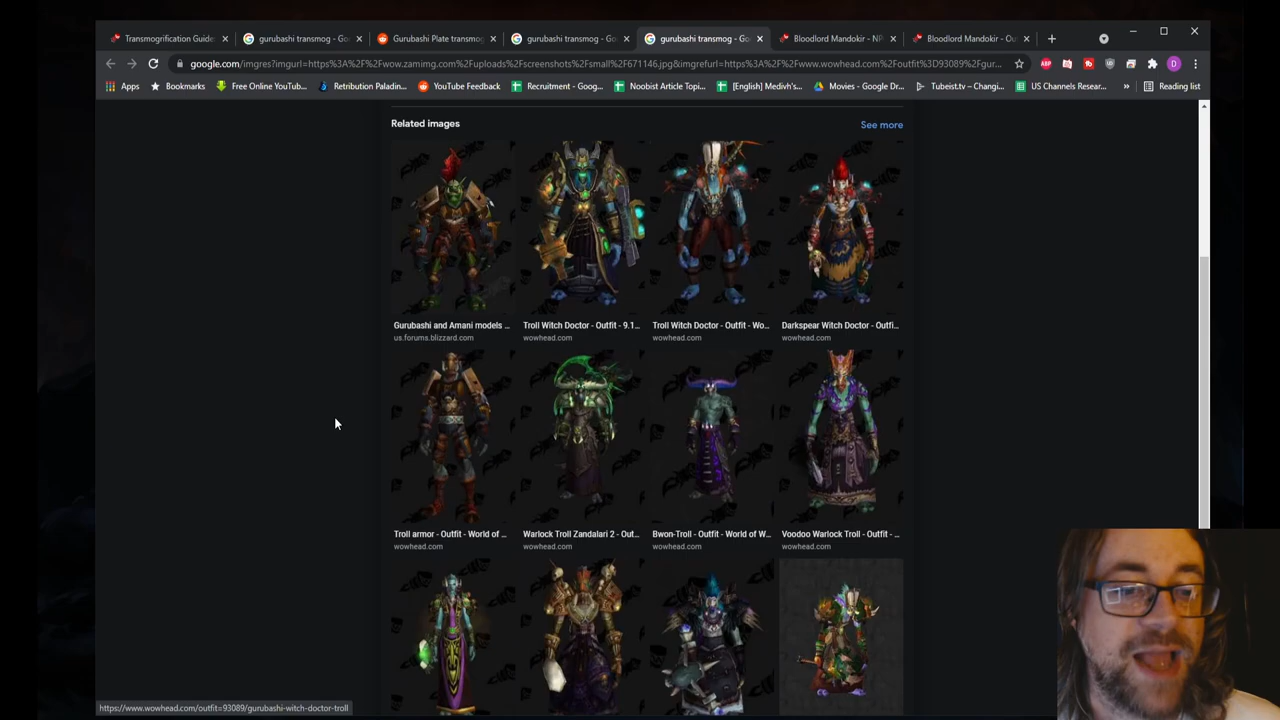 Transmogrification Guide
gurubashi transmog - Go
Gurubashi Plate transmog
gurubashi transmog - Go
gurubashi transmog - Go
Bloodlord Mandokir - NP
Bloodlord Mandokir - Ou
google.com/imgres?imgurl=https%3A%2F%2Fwow.zamimg.com%2Fuploads%2Fscreenshots%2Fsmall%2F671146.jpg&imgrefurl=https%3A%2F%2Fwww.wowhead.com%2Foutfit%3D93089%2Fgur...
Apps
Bookmarks
Free Online YouTub...
Retribution Paladin...
YouTube Feedback
Recruitment - Goog...
Noobist Article Topi...
[English] Medivh's...
Movies - Google Dr...
Tubeist.tv – Changi...
US Channels Resear...
»
Reading list
Related images
See more
Gurubashi and Amani models ...
us.forums.blizzard.com
Troll Witch Doctor - Outfit - 9.1...
wowhead.com
Troll Witch Doctor - Outfit - Wo...
wowhead.com
Darkspear Witch Doctor - Outfi...
wowhead.com
Troll armor - Outfit - World of ...
wowhead.com
Warlock Troll Zandalari 2 - Out...
wowhead.com
Bwon-Troll - Outfit - World of W...
wowhead.com
Voodoo Warlock Troll - Outfit - ...
wowhead.com
https://www.wowhead.com/outfit=93089/gurubashi-witch-doctor-troll